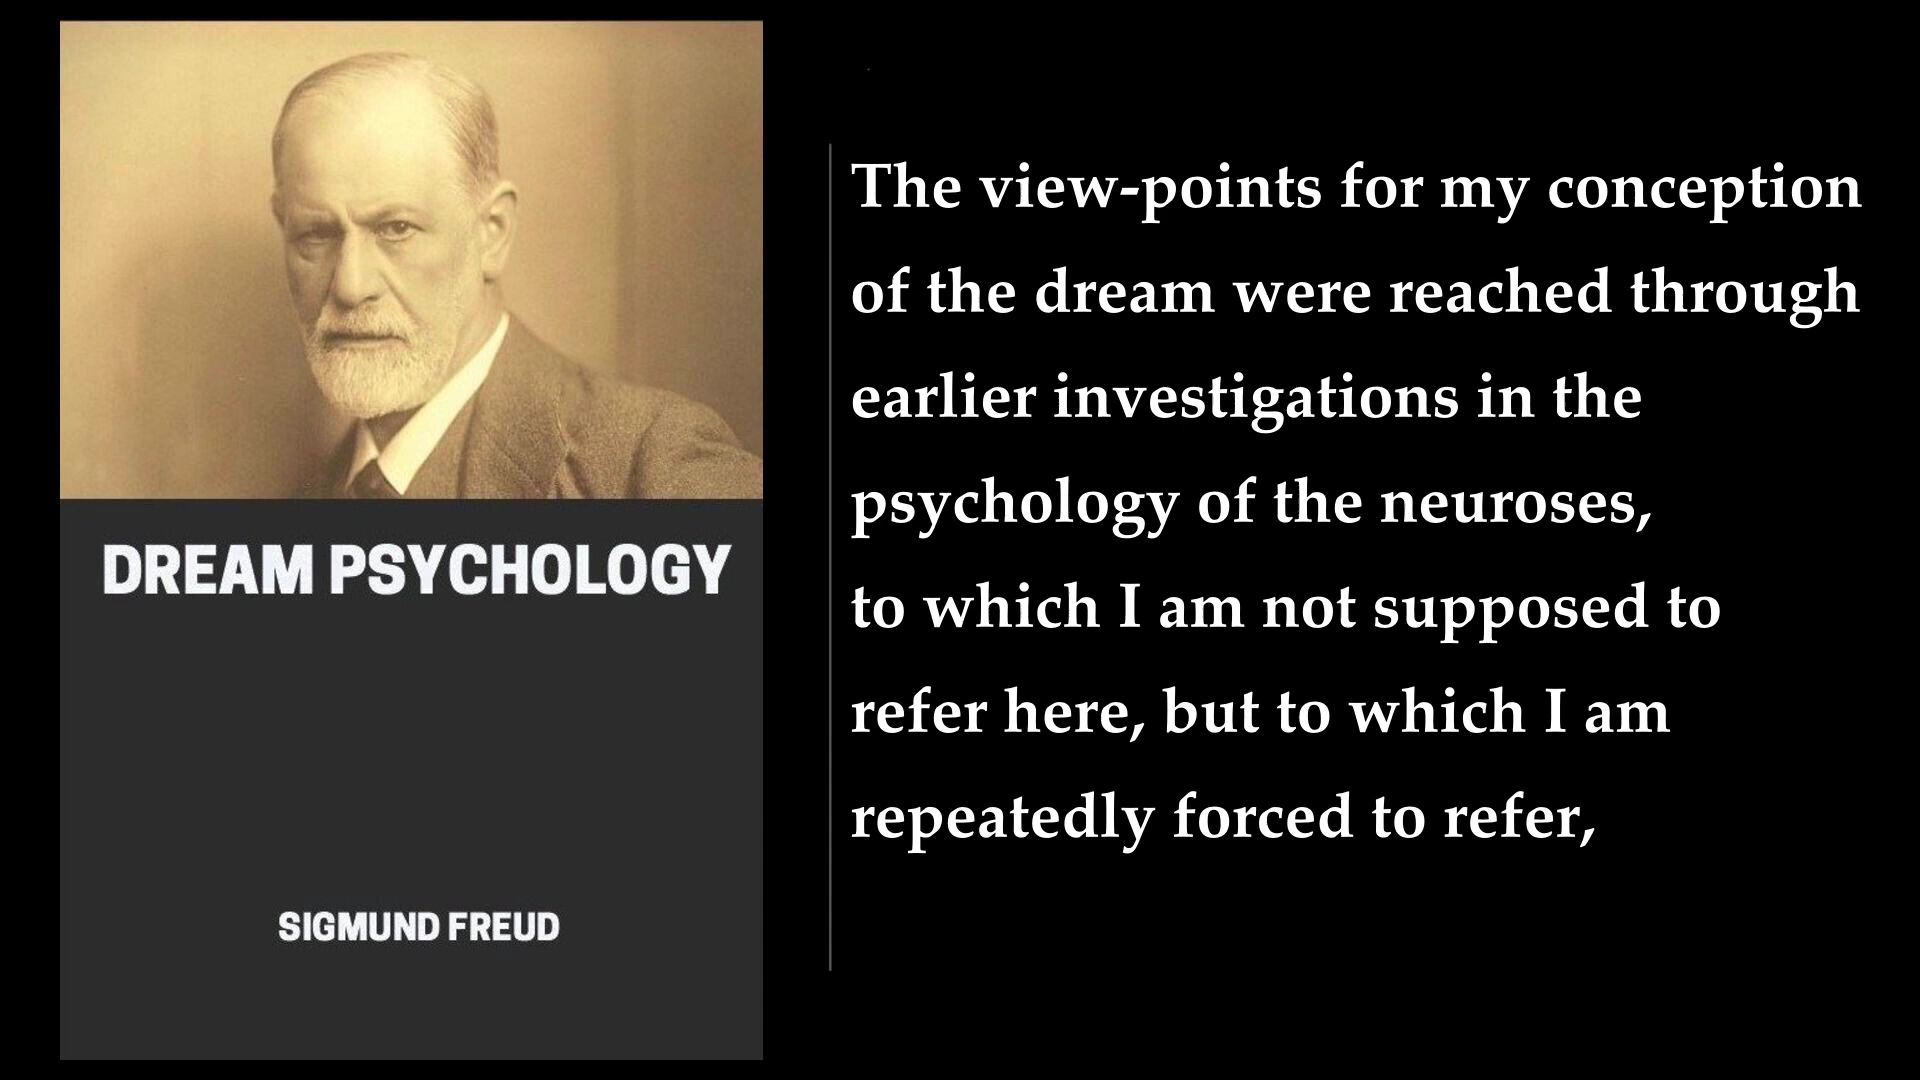 DREAM PSYCHOLOGY
SIGMUND FREUD
The view-points for my conception
of the dream were reached through
earlier investigations in the
psychology of the neuroses,
to which I am not supposed to
refer here, but to which I am
repeatedly forced to refer,